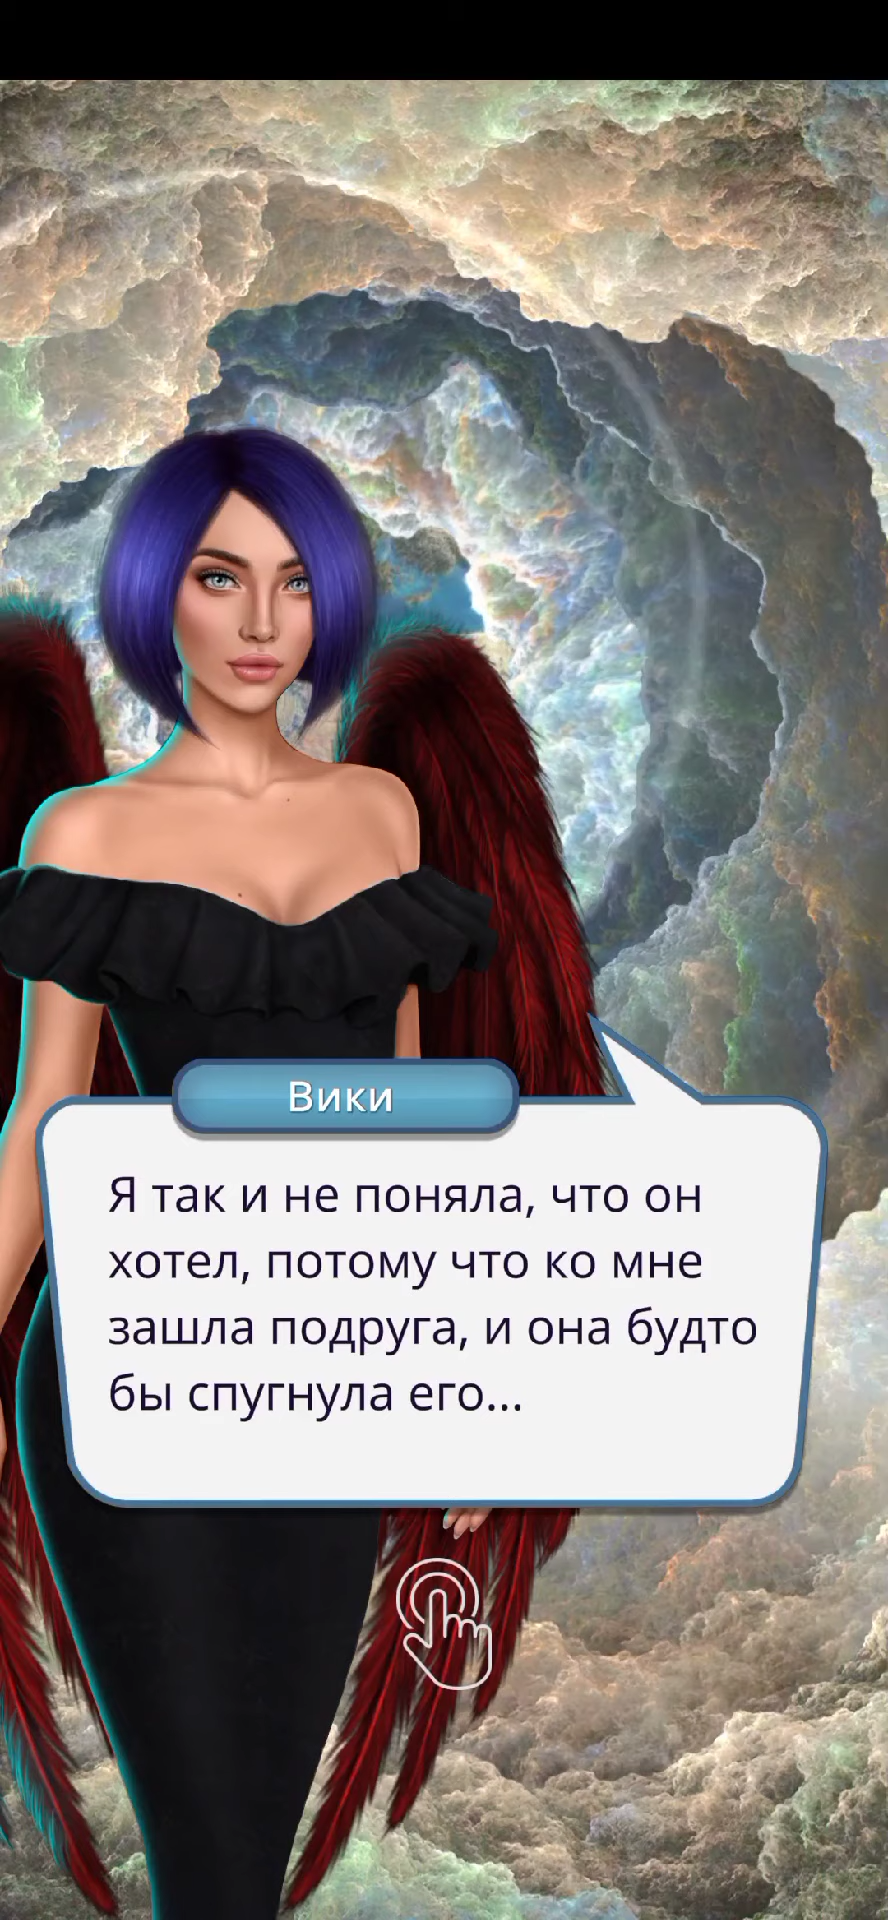 Вики
Я так и не поняла, что он
хотел, потому что ко мне
зашла подруга, и она будто
бы спугнула его...